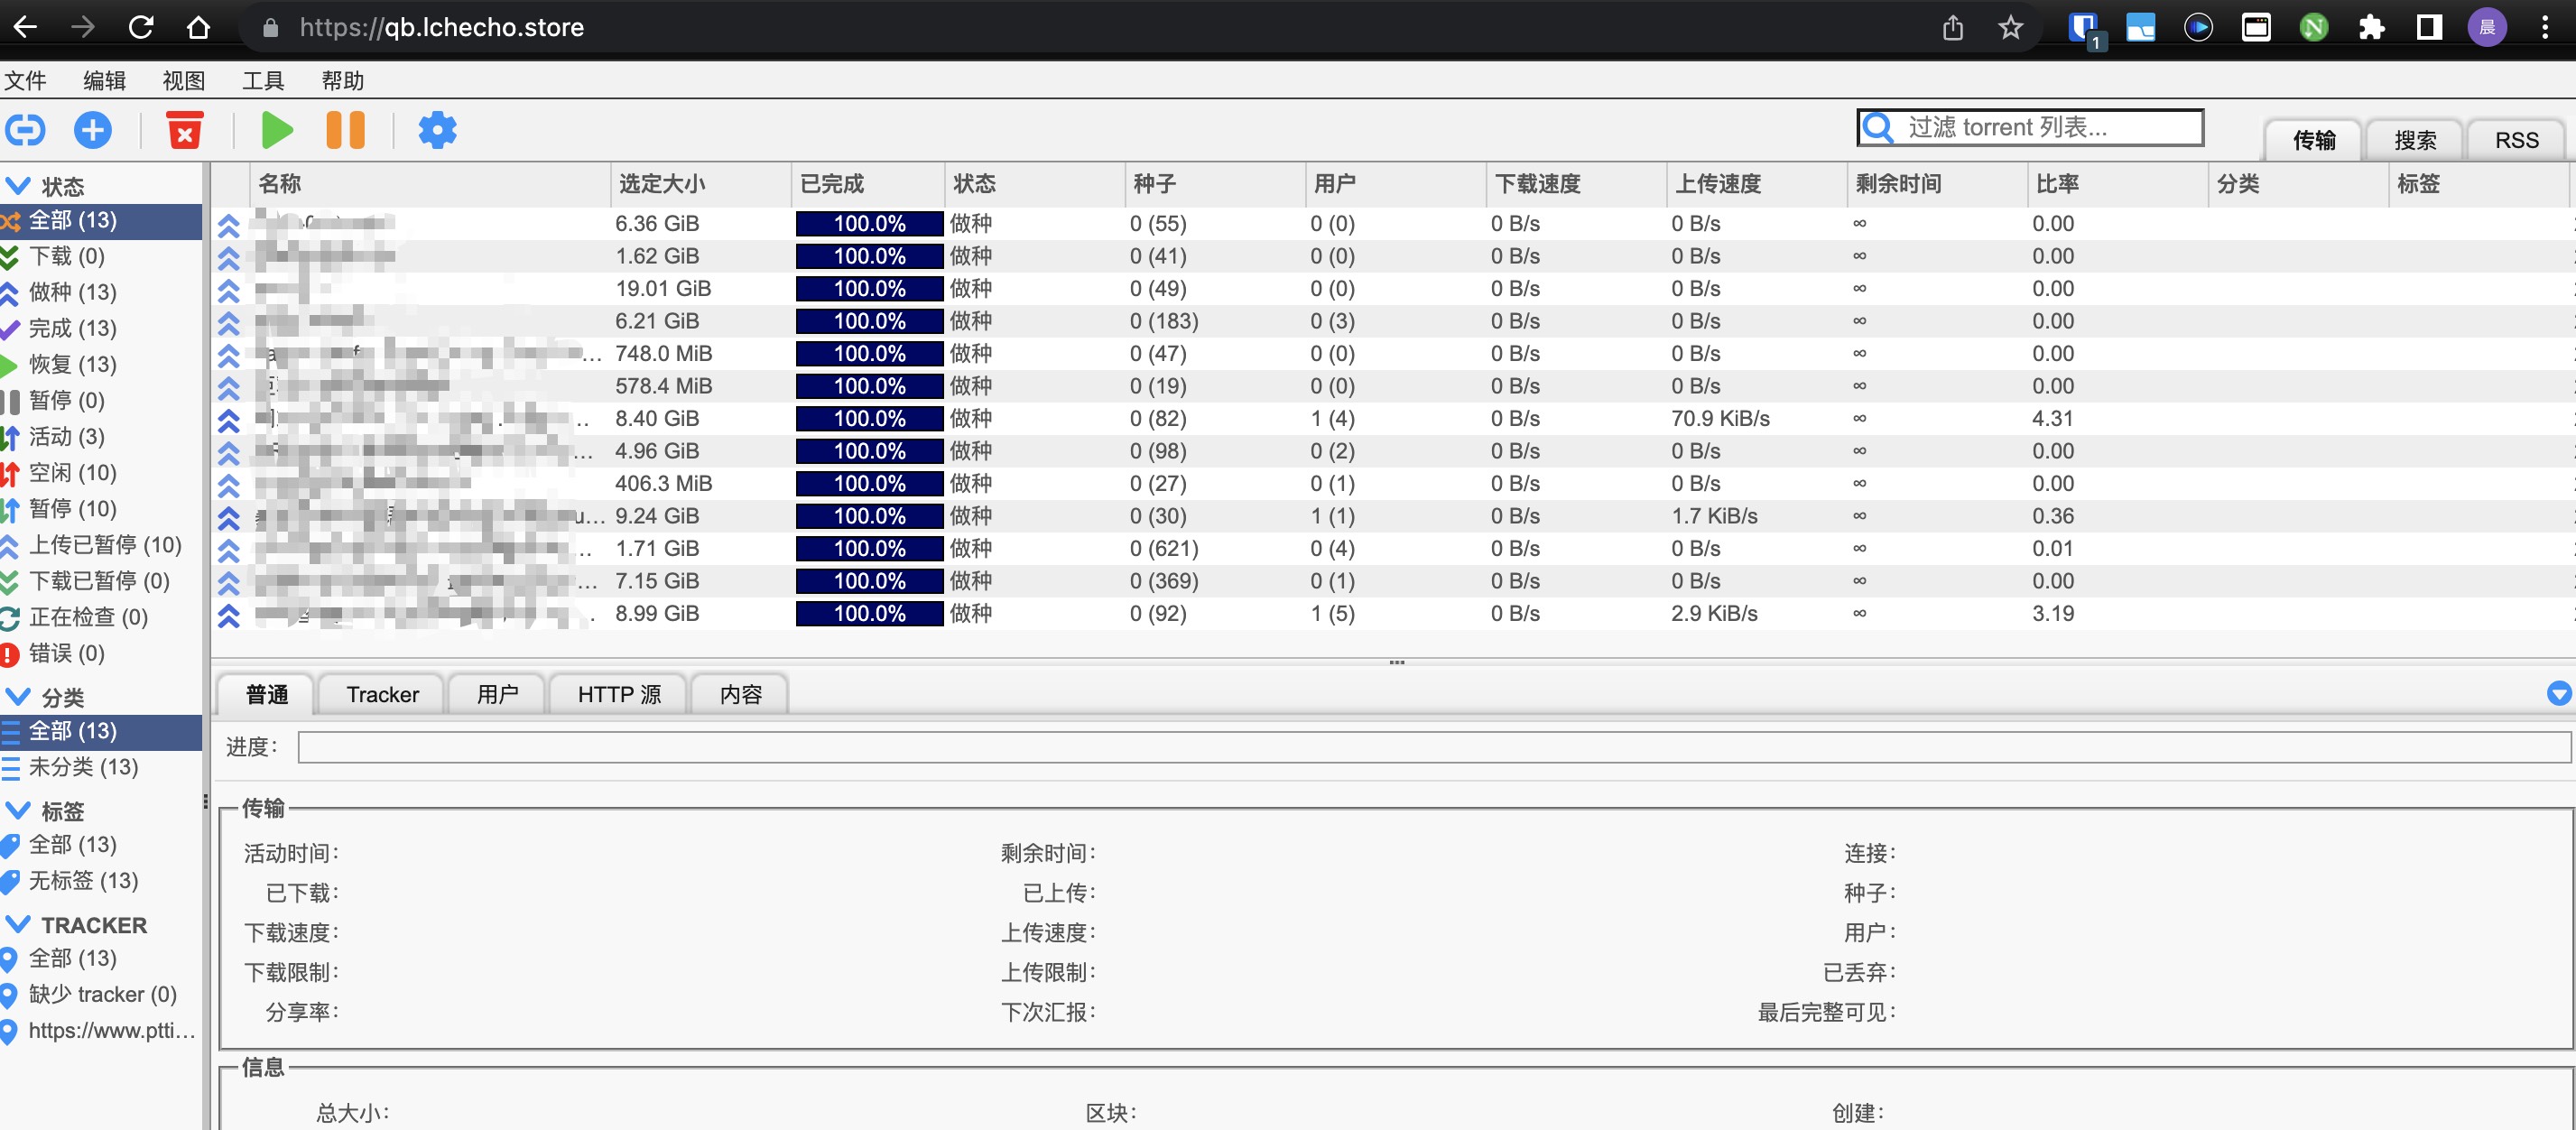 https://qb.lchecho.store
1
晨
文件 编辑 视图 工具 帮助
过滤 torrent 列表...
传输 搜索 RSS
状态
全部 (13)
下载 (0)
做种 (13)
完成 (13)
恢复 (13)
暂停 (0)
活动 (3)
空闲 (10)
暂停 (10)
上传已暂停 (10)
下载已暂停 (0)
正在检查 (0)
错误 (0)
分类
全部 (13)
未分类 (13)
标签
全部 (13)
无标签 (13)
TRACKER
全部 (13)
缺少 tracker (0)
https://www.ptti...
名称 选定大小 已完成 状态 种子 用户 下载速度 上传速度 剩余时间 比率 分类 标签
6.36 GiB 100.0% 做种 0 (55) 0 (0) 0 B/s 0 B/s ∞ 0.00
1.62 GiB 100.0% 做种 0 (41) 0 (0) 0 B/s 0 B/s ∞ 0.00
19.01 GiB 100.0% 做种 0 (49) 0 (0) 0 B/s 0 B/s ∞ 0.00
6.21 GiB 100.0% 做种 0 (183) 0 (3) 0 B/s 0 B/s ∞ 0.00
748.0 MiB 100.0% 做种 0 (47) 0 (0) 0 B/s 0 B/s ∞ 0.00
578.4 MiB 100.0% 做种 0 (19) 0 (0) 0 B/s 0 B/s ∞ 0.00
8.40 GiB 100.0% 做种 0 (82) 1 (4) 0 B/s 70.9 KiB/s ∞ 4.31
4.96 GiB 100.0% 做种 0 (98) 0 (2) 0 B/s 0 B/s ∞ 0.00
406.3 MiB 100.0% 做种 0 (27) 0 (1) 0 B/s 0 B/s ∞ 0.00
9.24 GiB 100.0% 做种 0 (30) 1 (1) 0 B/s 1.7 KiB/s ∞ 0.36
1.71 GiB 100.0% 做种 0 (621) 0 (4) 0 B/s 0 B/s ∞ 0.01
7.15 GiB 100.0% 做种 0 (369) 0 (1) 0 B/s 0 B/s ∞ 0.00
8.99 GiB 100.0% 做种 0 (92) 1 (5) 0 B/s 2.9 KiB/s ∞ 3.19
普通 Tracker 用户 HTTP 源 内容
进度：
传输
活动时间： 剩余时间： 连接：
已下载： 已上传： 种子：
下载速度： 上传速度： 用户：
下载限制： 上传限制： 已丢弃：
分享率： 下次汇报： 最后完整可见：
信息
总大小： 区块： 创建：